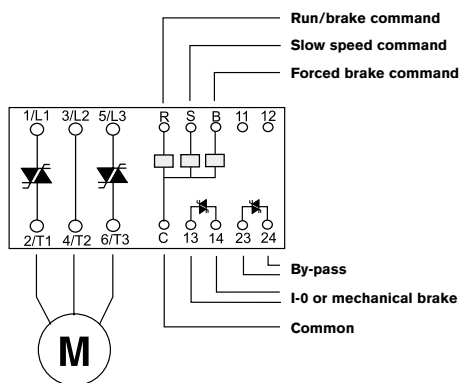 Run/brake command
Slow speed command
Forced brake command
1/L1 3/L2 5/L3 R S B 11 12
2/T1 4/T2 6/T3 C 13 14 23 24
By-pass
I-0 or mechanical brake
Common
M